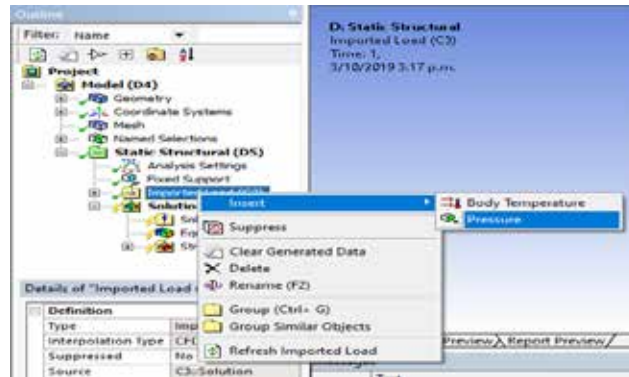 Outline
Filter: Name
Project
Model (D4)
Geometry
Coordinate Systems
Mesh
Named Selections
Static Structural (D5)
Analysis Settings
Fixed Support
Imported Load
Solution
Insert
Suppress
Clear Generated Data
Delete
Rename (F2)
Group (Ctrl+ G)
Group Similar Objects
Refresh Imported Load
Body Temperature
Pressure
D: Static Structural
Imported Load (C3)
Time: 1,
3/10/2019 3:17 p.m.
Details of "Imported Load
Definition
Type
Interpolation Type
Suppressed No
Source C3::Solution
Preview Report Preview